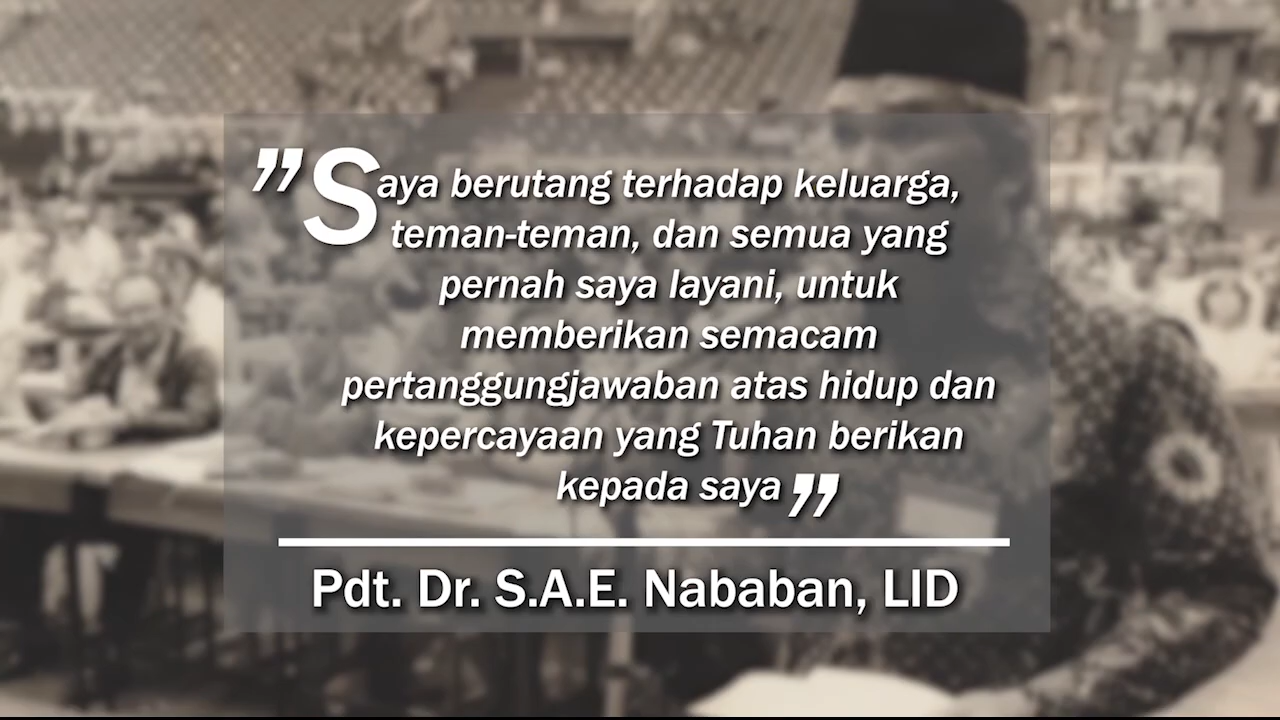 ”Saya berutang terhadap keluarga,
teman-teman, dan semua yang
pernah saya layani, untuk
memberikan semacam
pertanggungjawaban atas hidup dan
kepercayaan yang Tuhan berikan
kepada saya”
Pdt. Dr. S.A.E. Nababan, LID